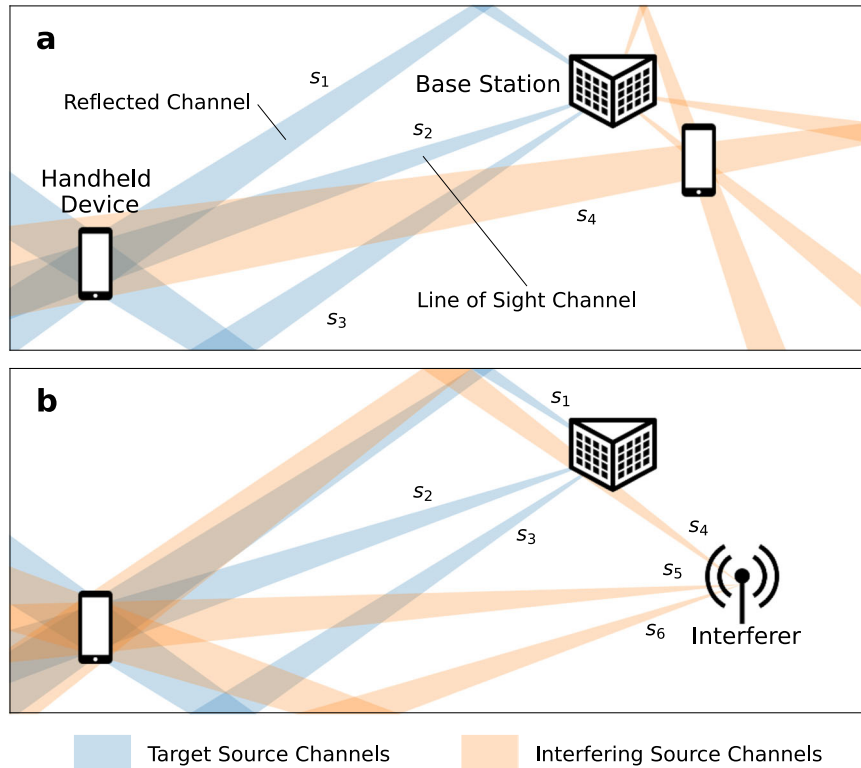 a
s1
Reflected Channel
Base Station
s2
Handheld
Device
s4
Line of Sight Channel
s3
b
s1
s2
s3
s4
s5
s6
Interferer
Target Source Channels
Interfering Source Channels